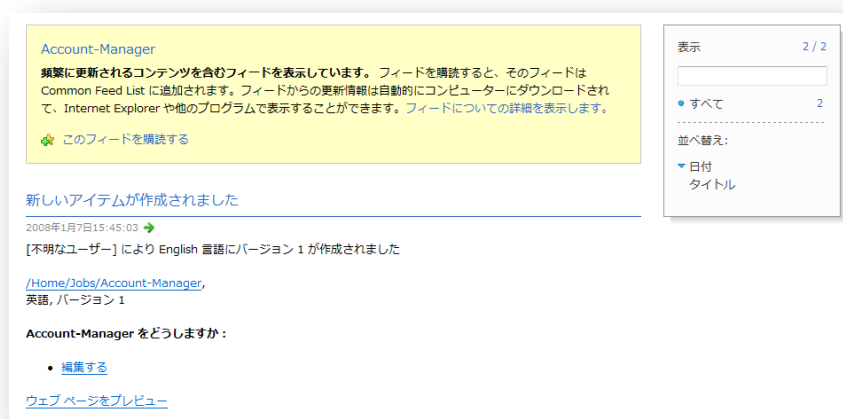 Account-Manager
頻繁に更新されるコンテンツを含むフィードを表示しています。 フィードを購読すると、そのフィードは
Common Feed List に追加されます。フィードからの更新情報は自動的にコンピューターにダウンロードされ
て、Internet Explorer や他のプログラムで表示することができます。フィードについての詳細を表示します。
このフィードを購読する
新しいアイテムが作成されました
2008年1月7日15:45:03
[不明なユーザー] により English 言語にバージョン 1 が作成されました
/Home/Jobs/Account-Manager,
英語, バージョン 1
Account-Manager をどうしますか：
• 編集する
ウェブ ページをプレビュー
表示 2 / 2
すべて 2
並べ替え:
日付
タイトル